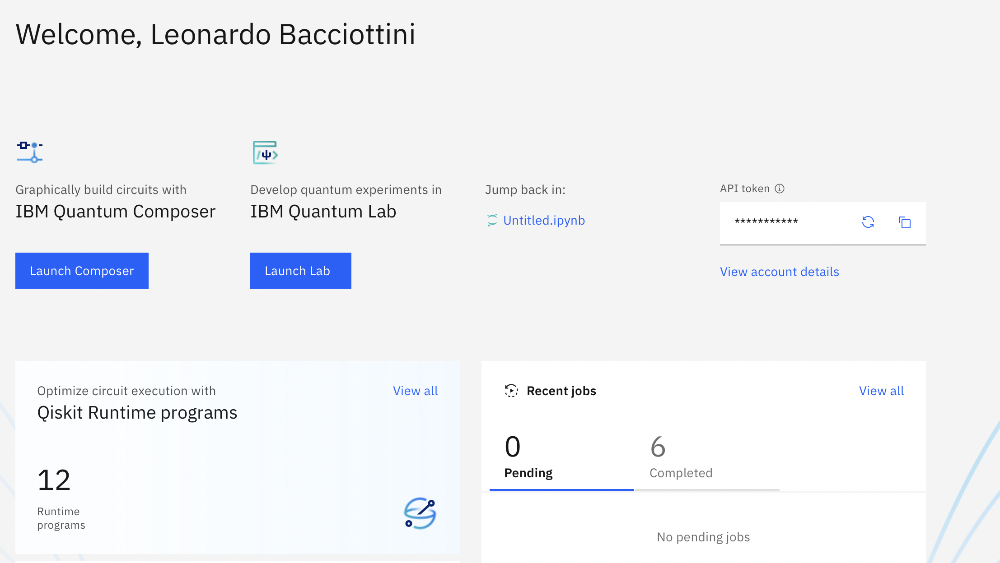 Welcome, Leonardo Bacciottini
Graphically build circuits with
IBM Quantum Composer
Launch Composer
Develop quantum experiments in
IBM Quantum Lab
Launch Lab
Jump back in:
Untitled.ipynb
API token
***********
View account details
Optimize circuit execution with
Qiskit Runtime programs
View all
12
Runtime
programs
Recent jobs
View all
0
Pending
6
Completed
No pending jobs